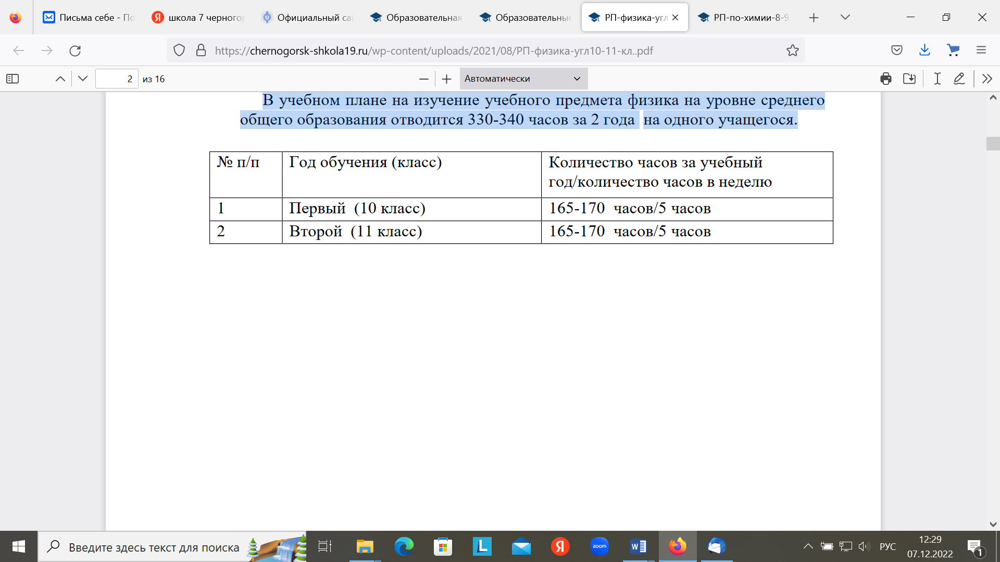 Письма себе - По
школа 7 черногор
Официальный сай
Образовательная
Образовательные
РП-физика-угл
РП-по-химии-8-9
https://chernogorsk-shkola19.ru/wp-content/uploads/2021/08/РП-физика-угл10-11-кл..pdf
2 из 16
Автоматически
В учебном плане на изучение учебного предмета физика на уровне среднего
общего образования отводится 330-340 часов за 2 года на одного учащегося.
№ п/п Год обучения (класс) Количество часов за учебный
год/количество часов в неделю
1 Первый (10 класс) 165-170 часов/5 часов
2 Второй (11 класс) 165-170 часов/5 часов
Введите здесь текст для поиска
L
Я
zoom
W
РУС
12:29
07.12.2022
1